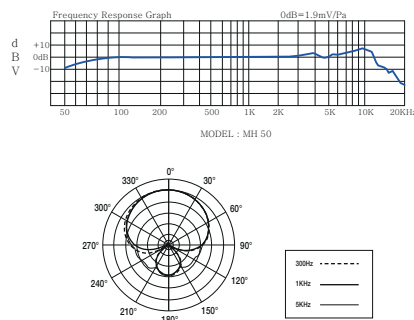 Frequency Response Graph 0dB=1.9mV/Pa
d
B
V
+10
0dB
−10
50 100 200 500 1K 2K 5K 10K 20KHz
MODEL : MH 50
0°
330° 30°
300° 60°
270° 90°
240° 120°
210° 150°
180°
300Hz
1KHz
5KHz